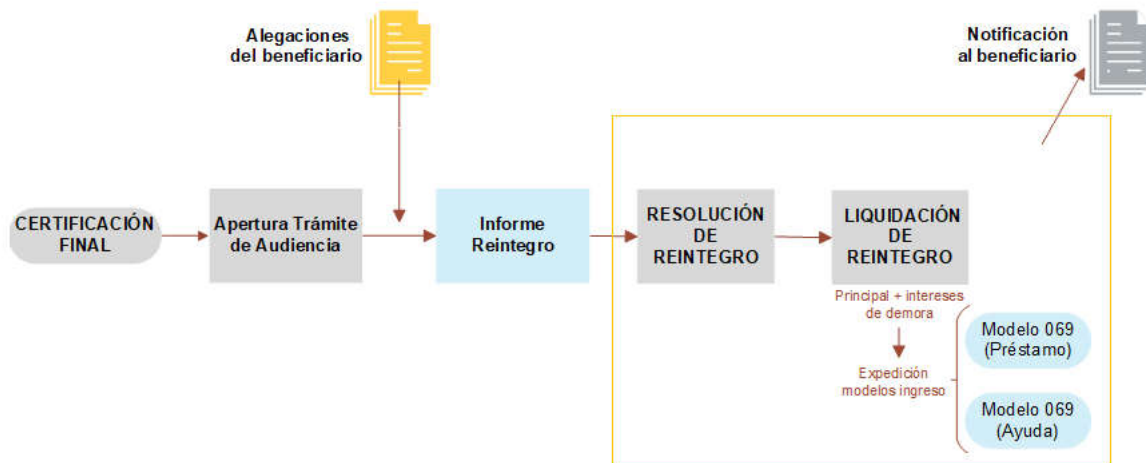 Alegaciones
del beneficiario
Notificación
al beneficiario
CERTIFICACIÓN
FINAL
Apertura Trámite
de Audiencia
Informe
Reintegro
RESOLUCIÓN
DE
REINTEGRO
LIQUIDACIÓN
DE
REINTEGRO
Principal + intereses
de demora
Expedición
modelos ingreso
Modelo 069
(Préstamo)
Modelo 069
(Ayuda)